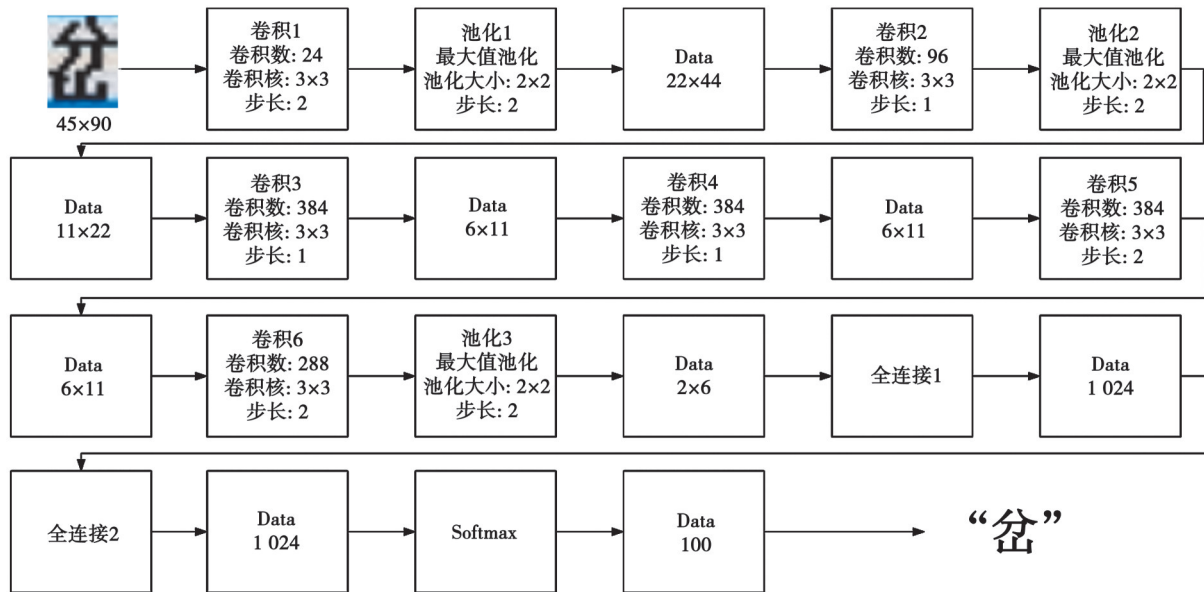 岔
45×90
卷积1
卷积数: 24
卷积核: 3×3
步长: 2
池化1
最大值池化
池化大小: 2×2
步长: 2
Data
22×44
卷积2
卷积数: 96
卷积核: 3×3
步长: 1
池化2
最大值池化
池化大小: 2×2
步长: 2
Data
11×22
卷积3
卷积数: 384
卷积核: 3×3
步长: 1
Data
6×11
卷积4
卷积数: 384
卷积核: 3×3
步长: 1
Data
6×11
卷积5
卷积数: 384
卷积核: 3×3
步长: 2
Data
6×11
卷积6
卷积数: 288
卷积核: 3×3
步长: 2
池化3
最大值池化
池化大小: 2×2
步长: 2
Data
2×6
全连接1
Data
1 024
全连接2
Data
1 024
Softmax
Data
100
“岔”